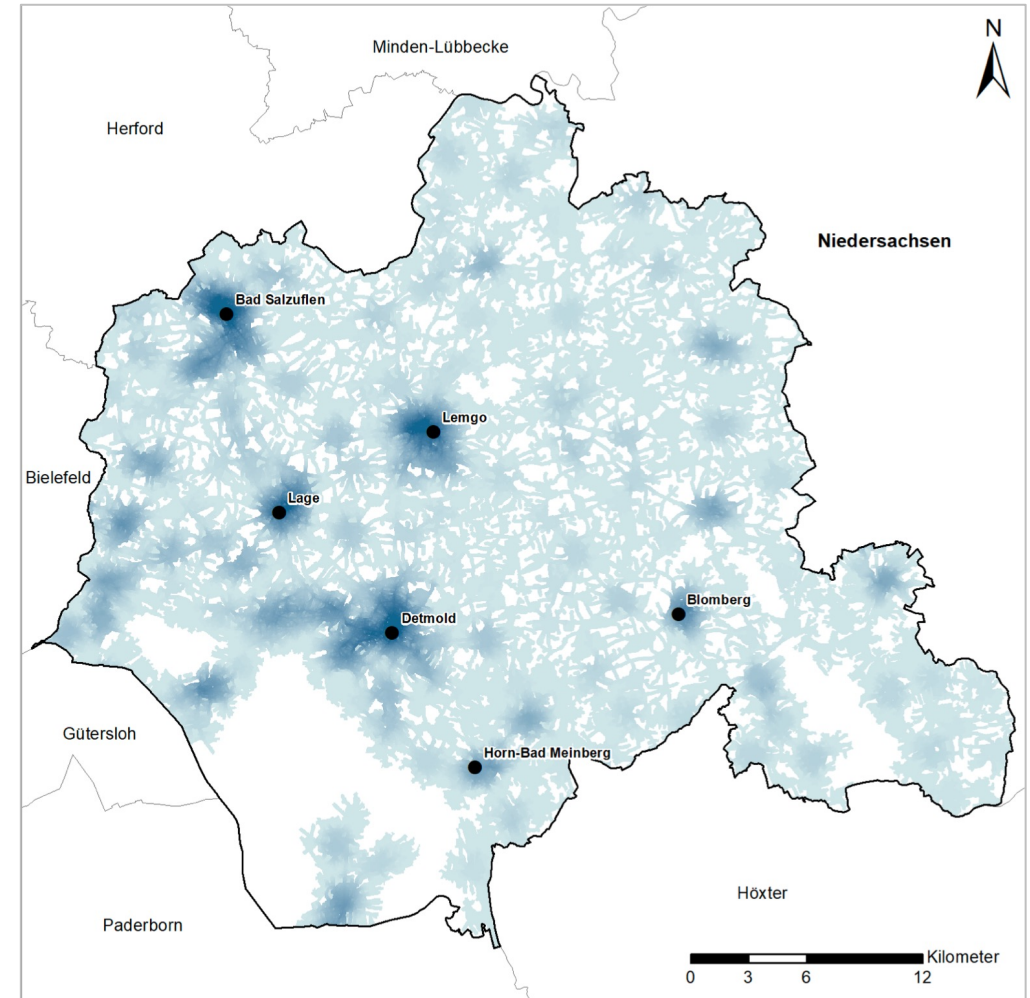 Minden-Lübbecke
N
Herford
Niedersachsen
Bad Salzuflen
Lemgo
Bielefeld
Lage
Blomberg
Detmold
Gütersloh
Horn-Bad Meinberg
Höxter
Paderborn
Kilometer
0 3 6 12